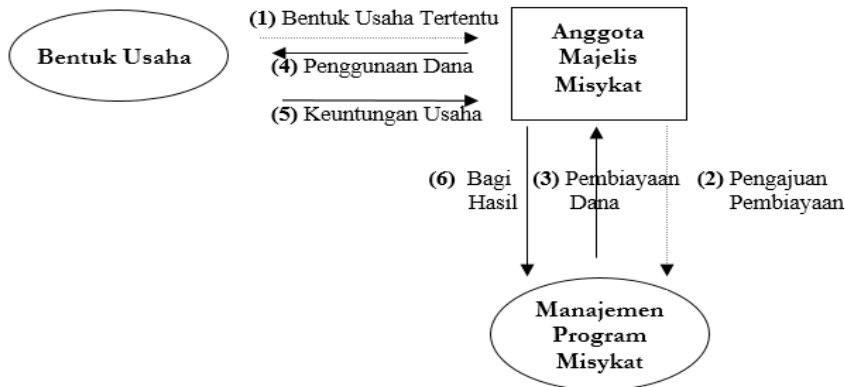 (1) Bentuk Usaha Tertentu
Bentuk Usaha
(4) Penggunaan Dana
(5) Keuntungan Usaha
Anggota
Majelis
Misykat
(6) Bagi
Hasil
(3) Pembiayaan
Dana
(2) Pengajuan
Pembiayaan
Manajemen
Program
Misykat